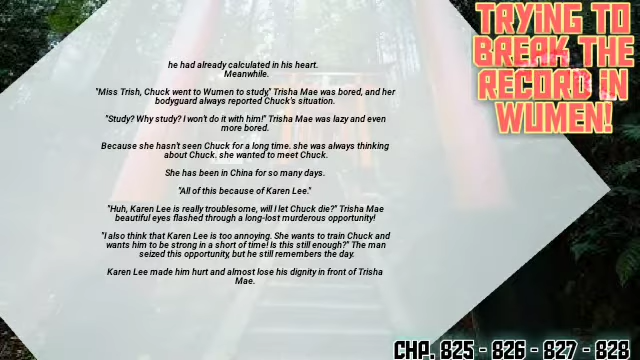 he had already calculated in his heart.
Meanwhile.
"Miss Trish, Chuck went to Wumen to study," Trisha Mae was bored, and her
bodyguard always reported Chuck's situation.
"Study? Why study? I won't do it with him!" Trisha Mae was lazy and even
more bored.
Because she hasn't seen Chuck for a long time. she was always thinking
about Chuck. she wanted to meet Chuck.
She has been in China for so many days.
"All of this because of Karen Lee."
"Huh, Karen Lee is really troublesome, will I let Chuck die?" Trisha Mae
beautiful eyes flashed through a long-lost murderous opportunity!
"I also think that Karen Lee is too annoying. She wants to train Chuck and
wants him to be strong in a short of time! Is this still enough?" The man
seized this opportunity, but he still remembers the day.
Karen Lee made him hurt and almost lose his dignity in front of Trisha
Mae.
TRYING TO
BREAK THE
RECORD IN
WUMEN!
CHP. 825 - 826 - 827 - 828